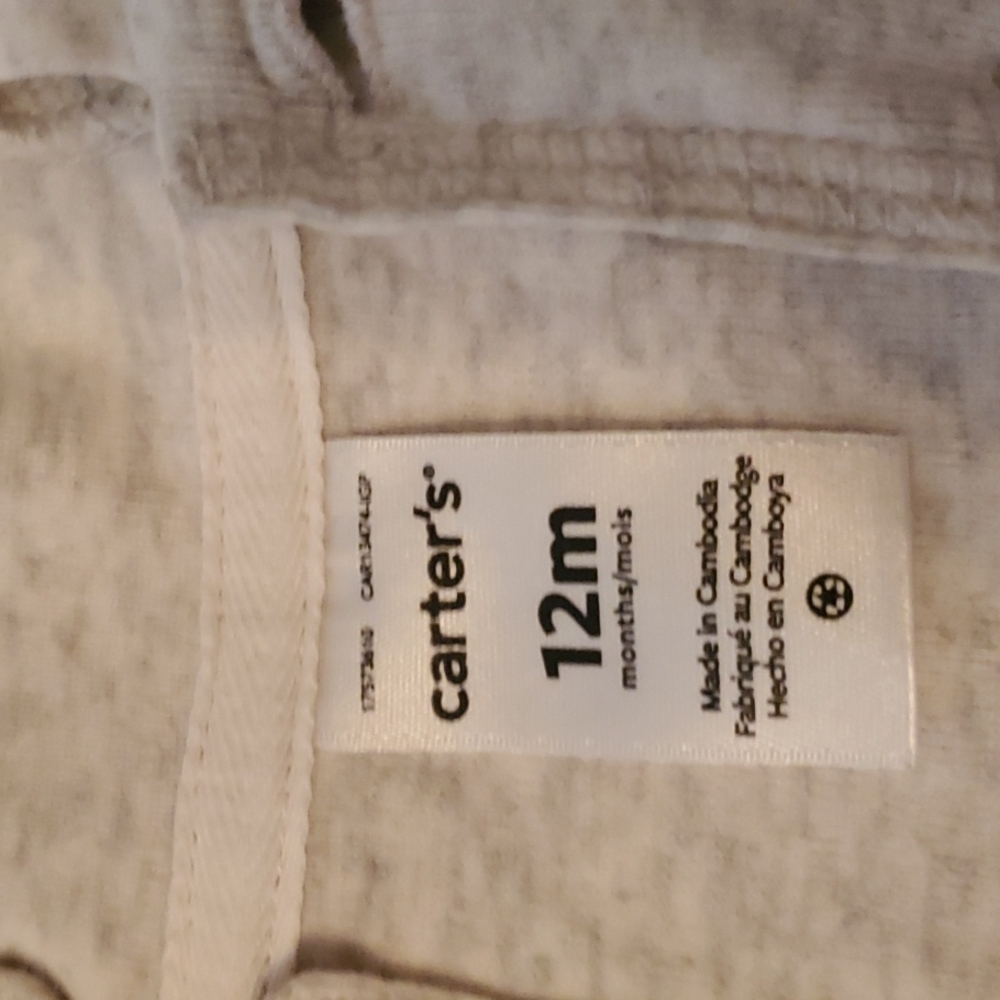 carter's®
12m
months/mois
Made in Cambodia
Fabriqué au Cambodge
Hecho en Camboya